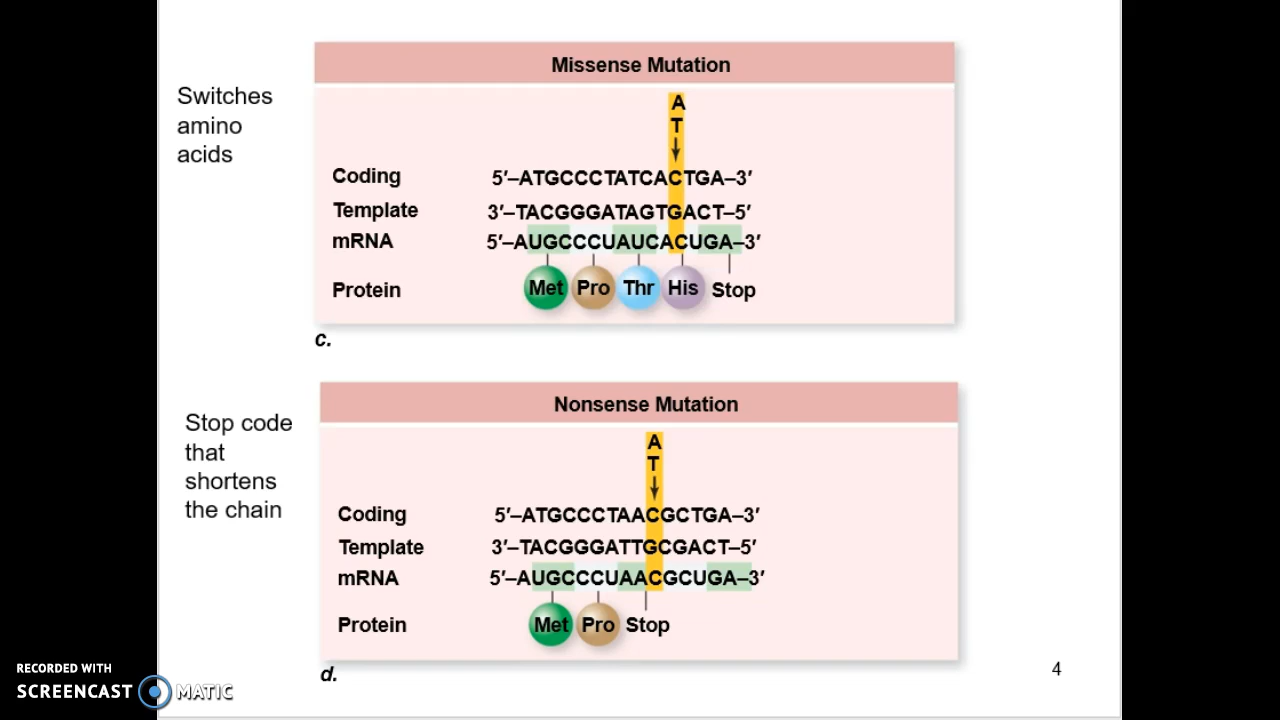 Missense Mutation
Switches
amino
acids
A
T
Coding 5′–ATGCCCTATCACTGA–3′
Template 3′–TACGGGATAGTGACT–5′
mRNA 5′–AUGCCCUAUCACUGA–3′
Protein Met Pro Thr His Stop
c.
Nonsense Mutation
Stop code
that
shortens
the chain
A
T
Coding 5′–ATGCCCTAACGCTGA–3′
Template 3′–TACGGGATTGCGACT–5′
mRNA 5′–AUGCCCUAACGCUGA–3′
Protein Met Pro Stop
d.
4
RECORDED WITH
SCREENCAST MATIC